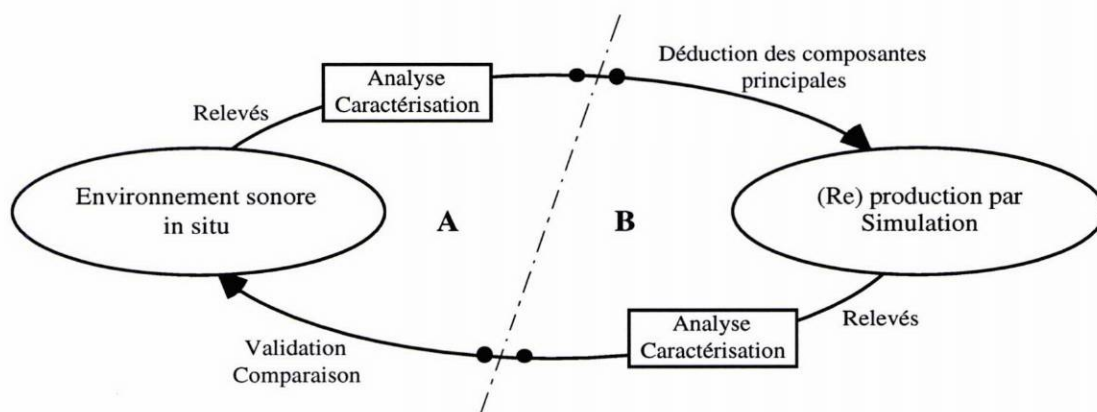 Déduction des composantes
principales
Analyse
Caractérisation
Relevés
Environnement sonore
in situ
A
B
(Re) production par
Simulation
Relevés
Analyse
Caractérisation
Validation
Comparaison